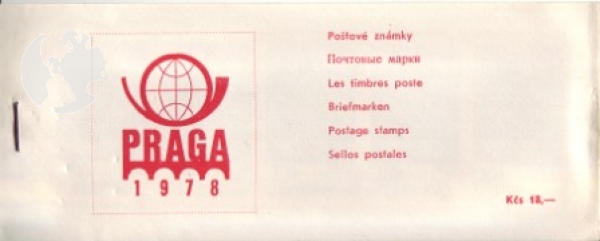 PRAGA
1978
Poštové známky
Почтовые марки
Les timbres poste
Briefmarken
Postage stamps
Sellos postales
Kčs 18,—